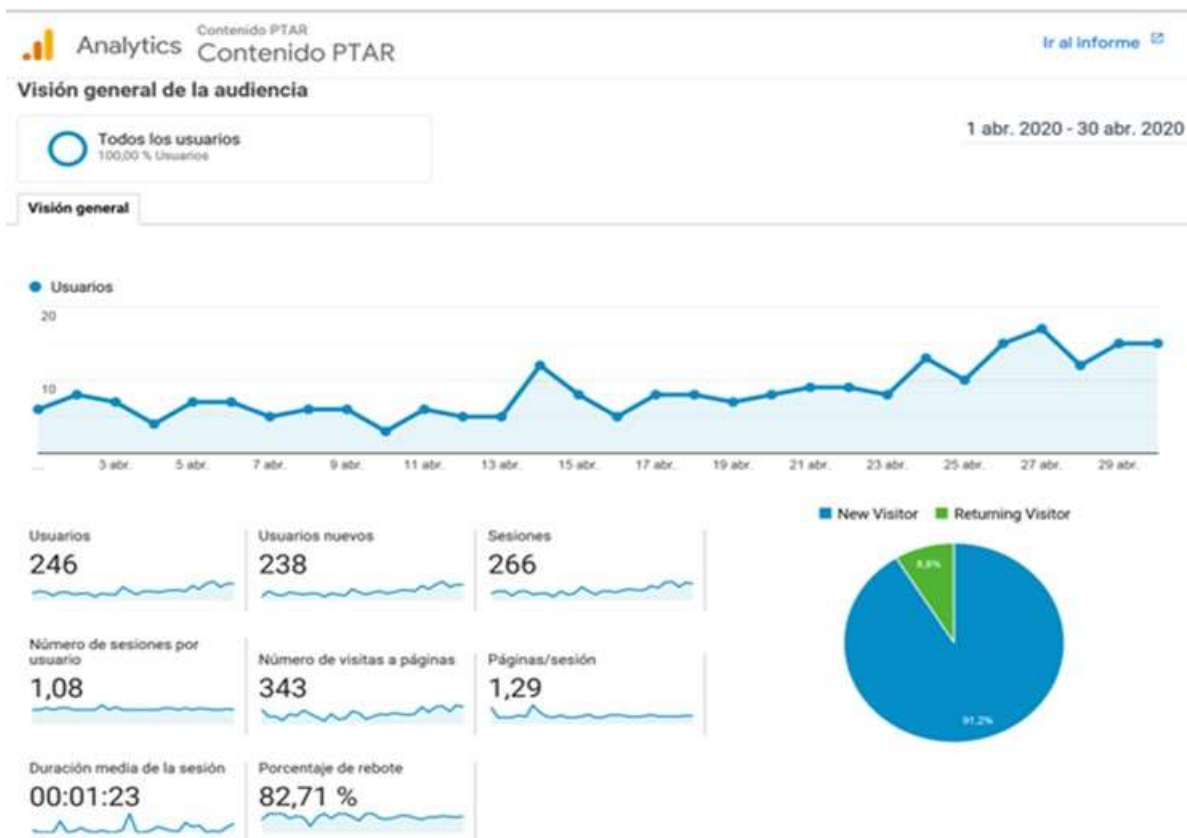 Analytics
Contenido PTAR
Contenido PTAR
Ir al informe
Visión general de la audiencia
Todos los usuarios
100,00 % Usuarios
1 abr. 2020 - 30 abr. 2020
Visión general
Usuarios
20
10
... 3 abr. 5 abr. 7 abr. 9 abr. 11 abr. 13 abr. 15 abr. 17 abr. 19 abr. 21 abr. 23 abr. 25 abr. 27 abr. 29 abr.
New Visitor Returning Visitor
Usuarios
246
Usuarios nuevos
238
Sesiones
266
8,8%
91,2%
Número de sesiones por
usuario
1,08
Número de visitas a páginas
343
Páginas/sesión
1,29
Duración media de la sesión
00:01:23
Porcentaje de rebote
82,71 %